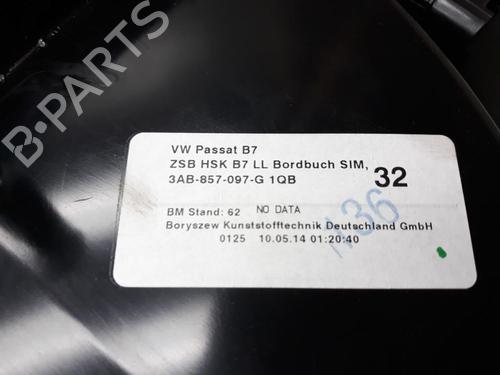 VW Passat B7
ZSB HSK B7 LL Bordbuch SIM,
3AB-857-097-G 1QB
32
BM Stand: 62 NO DATA
Boryszew Kunststofftechnik Deutschland GmbH
0125 10.05.14 01:20:40
1136
B-PARTS